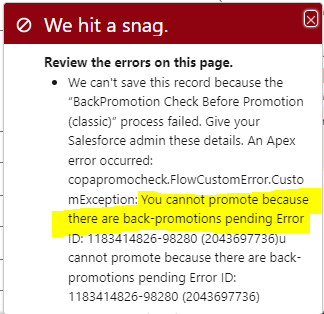 We hit a snag.
Review the errors on this page.
• We can't save this record because the
“BackPromotion Check Before Promotion
(classic)” process failed. Give your
Salesforce admin these details. An Apex
error occurred:
copapromocheck.FlowCustomError.Custo
mException: You cannot promote because
there are back-promotions pending Error
ID: 1183414826-98280 (2043697736)u
cannot promote because there are back-
promotions pending Error ID:
1183414826-98280 (2043697736)